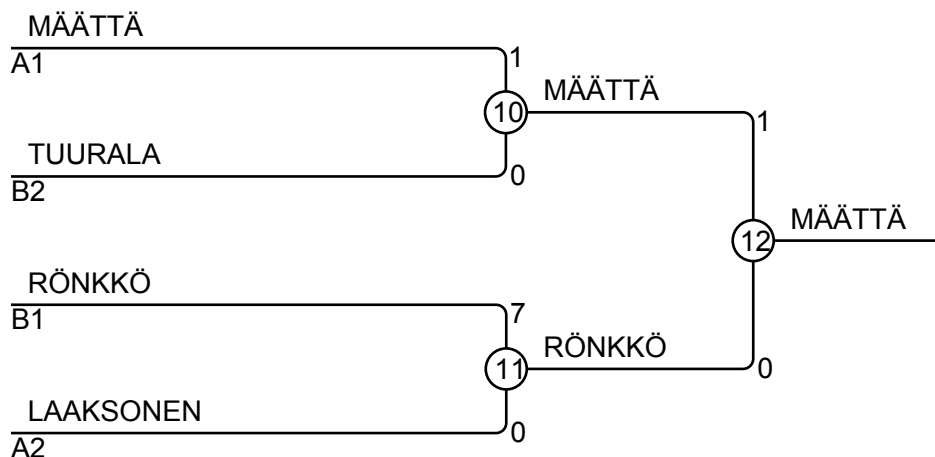 MÄÄTTÄ
A1
1
10
MÄÄTTÄ
1
TUURALA
B2
0
12
MÄÄTTÄ
RÖNKKÖ
B1
7
11
RÖNKKÖ
0
LAAKSONEN
A2
0